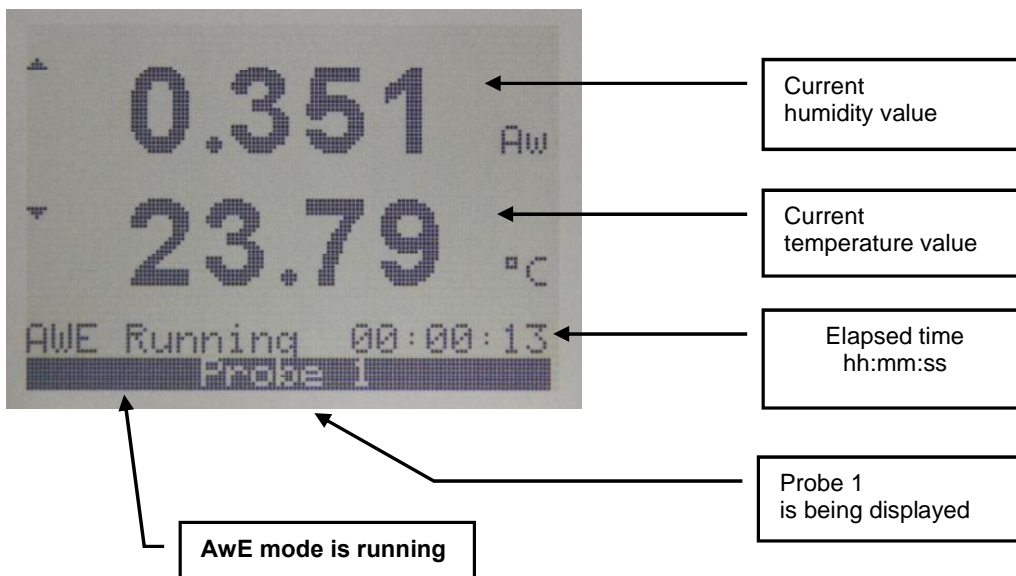 0.351
Aw
23.79
°C
AWE Running 00:00:13
Probe 1
Current
humidity value
Current
temperature value
Elapsed time
hh:mm:ss
Probe 1
is being displayed
AwE mode is running